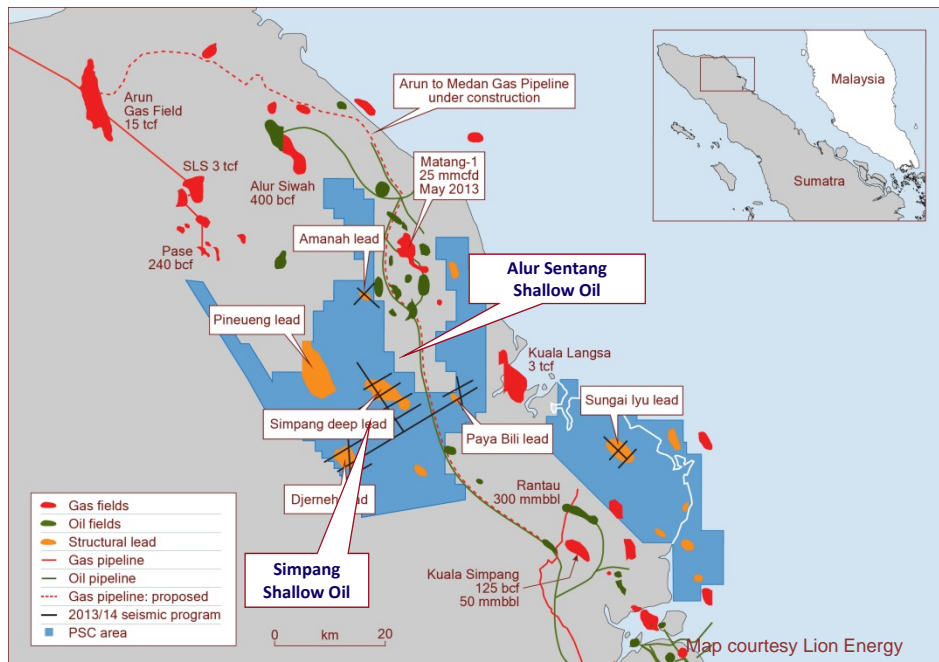 Arun
Gas Field
15 tcf
SLS 3 tcf
Pase
240 bcf
Alur Siwah
400 bcf
Arun to Medan Gas Pipeline
under construction
Matang-1
25 mmcfd
May 2013
Malaysia
Sumatra
Amanah lead
Alur Sentang
Shallow Oil
Pineueng lead
Kuala Langsa
3 tcf
Simpang deep lead
Paya Bili lead
Sungai Iyu lead
Djerneh lead
Rantau
300 mmbbl
Simpang
Shallow Oil
Kuala Simpang
125 bcf
50 mmbbl
Gas fields
Oil fields
Structural lead
Gas pipeline
Oil pipeline
Gas pipeline: proposed
2013/14 seismic program
PSC area
0 km 20
Map courtesy Lion Energy